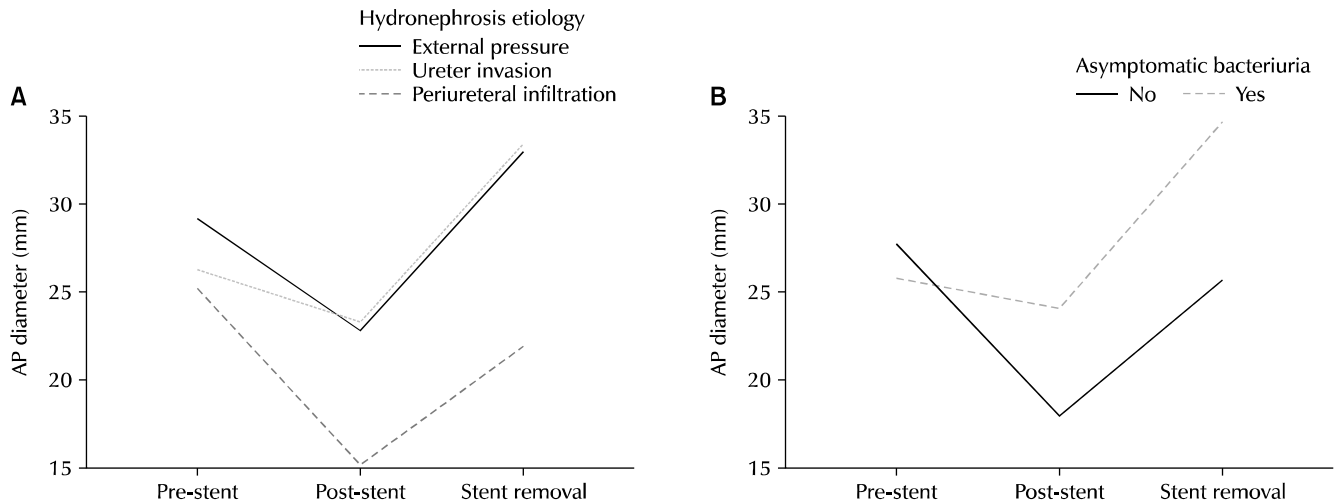 A
Hydronephrosis etiology
External pressure
Ureter invasion
Periureteral infiltration
AP diameter (mm)
35
30
25
20
15
Pre-stent Post-stent Stent removal
B
Asymptomatic bacteriuria
No Yes
AP diameter (mm)
35
30
25
20
15
Pre-stent Post-stent Stent removal